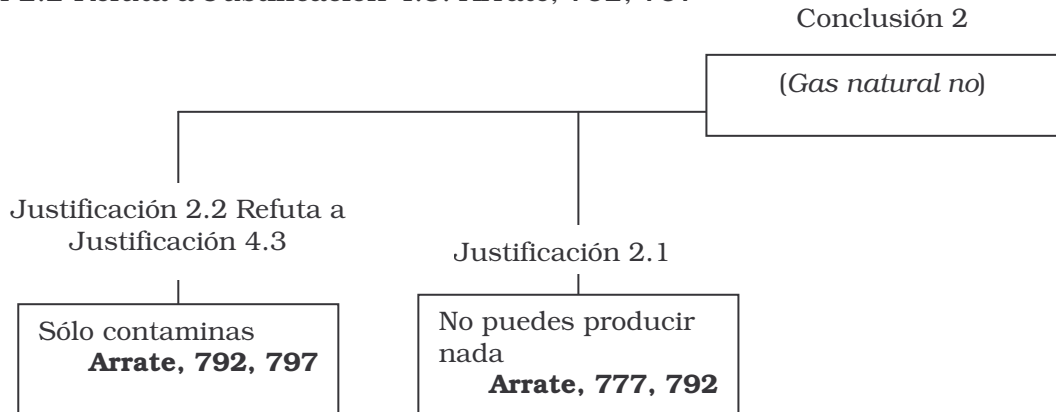 Conclusión 2
(Gas natural no)
Justificación 2.2 Refuta a
Justificación 4.3
Sólo contaminas
Arrate, 792, 797
Justificación 2.1
No puedes producir
nada
Arrate, 777, 792